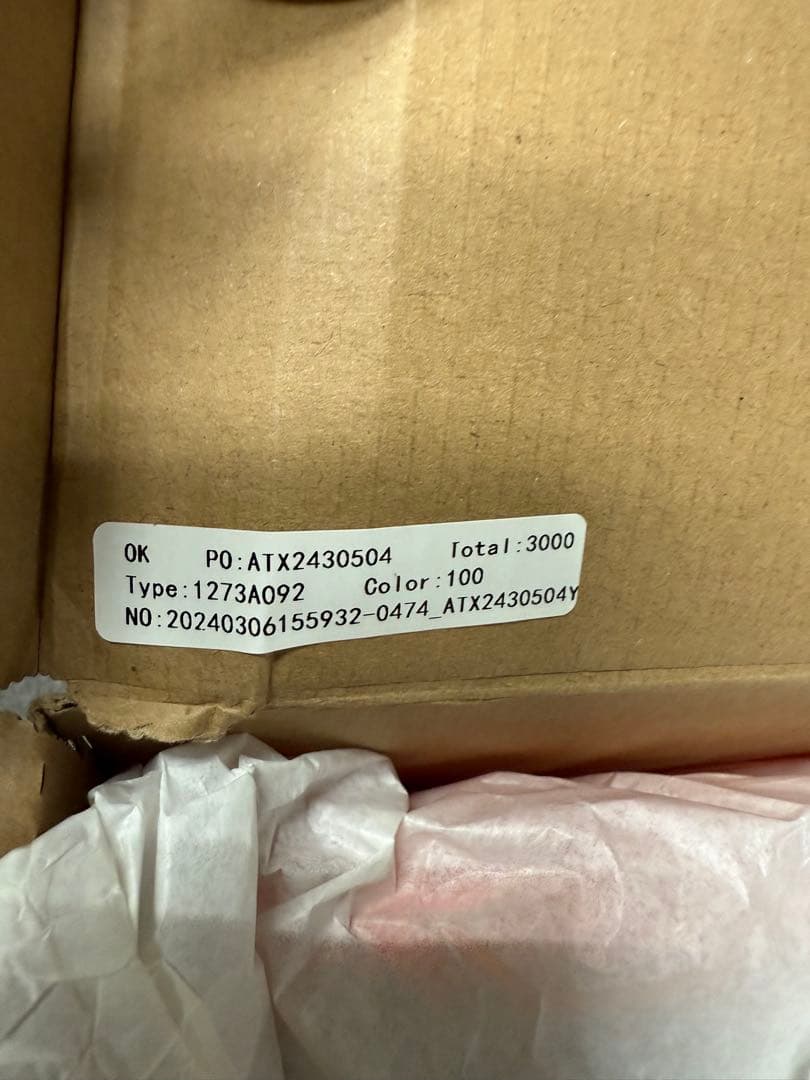 OK PO:ATX2430504 Total:3000
Type:1273A092 Color:100
NO:20240306155932-0474_ATX2430504Y